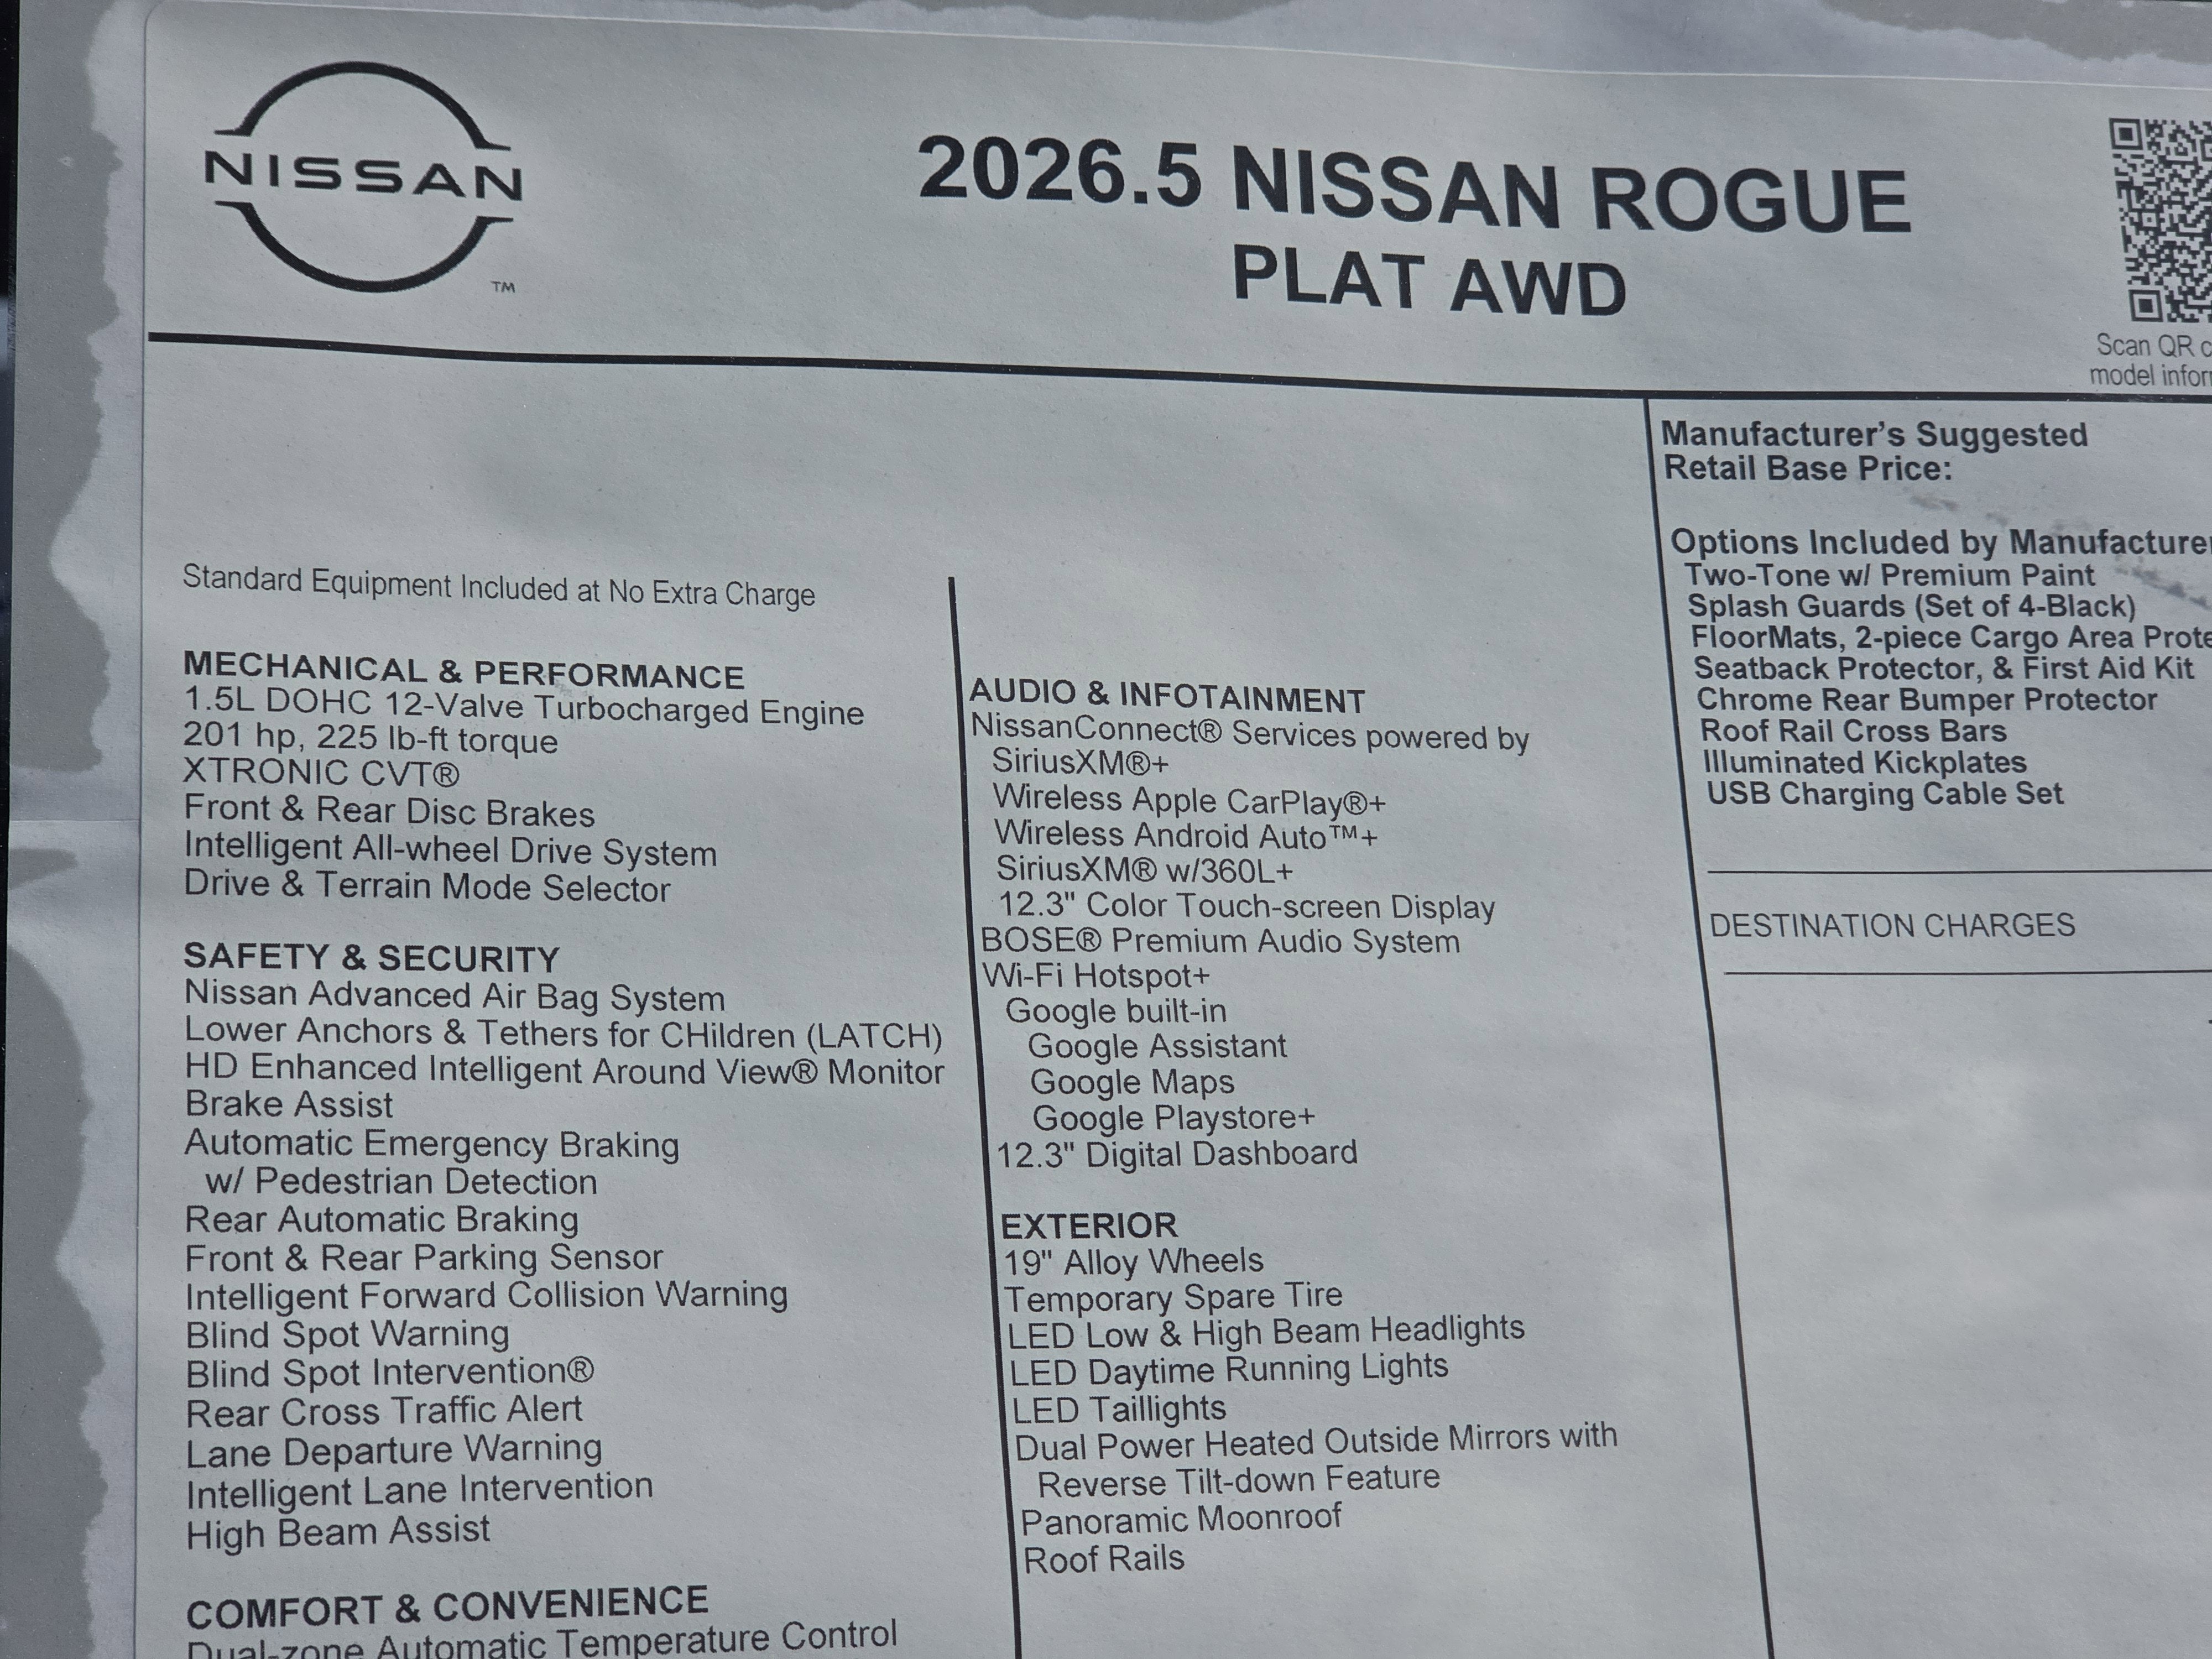 NISSAN
TM
2026.5 NISSAN ROGUE
PLAT AWD
Scan QR
model
Standard Equipment Included at No Extra Charge
MECHANICAL & PERFORMANCE
1.5L DOHC 12-Valve Turbocharged Engine
201 hp, 225 lb-ft torque
XTRONIC CVT®
Front & Rear Disc Brakes
Intelligent All-wheel Drive System
Drive & Terrain Mode Selector
SAFETY & SECURITY
Nissan Advanced Air Bag System
Lower Anchors & Tethers for CHildren (LATCH)
HD Enhanced Intelligent Around View® Monitor
Brake Assist
Automatic Emergency Braking
w/ Pedestrian Detection
Rear Automatic Braking
Front & Rear Parking Sensor
Intelligent Forward Collision Warning
Blind Spot Warning
Blind Spot Intervention®
Rear Cross Traffic Alert
Lane Departure Warning
Intelligent Lane Intervention
High Beam Assist
COMFORT & CONVENIENCE
Dual-zone Automatic Temperature Control
AUDIO & INFOTAINMENT
NissanConnect® Services powered by
SiriusXM®+
Wireless Apple CarPlay®+
Wireless Android Auto™+
SiriusXM® w/360L+
12.3" Color Touch-screen Display
BOSE® Premium Audio System
Wi-Fi Hotspot+
Google built-in
Google Assistant
Google Maps
Google Playstore+
12.3" Digital Dashboard
EXTERIOR
19" Alloy Wheels
Temporary Spare Tire
LED Low & High Beam Headlights
LED Daytime Running Lights
LED Taillights
Dual Power Heated Outside Mirrors with
Reverse Tilt-down Feature
Panoramic Moonroof
Roof Rails
Manufacturer's Suggested
Retail Base Price:
Options Included by Manufacturer
Two-Tone w/ Premium Paint
Splash Guards (Set of 4-Black)
FloorMats, 2-piece Cargo Area
Seatback Protector, & First Aid Kit
Chrome Rear Bumper Protector
Roof Rail Cross Bars
Illuminated Kickplates
USB Charging Cable Set
DESTINATION CHARGES